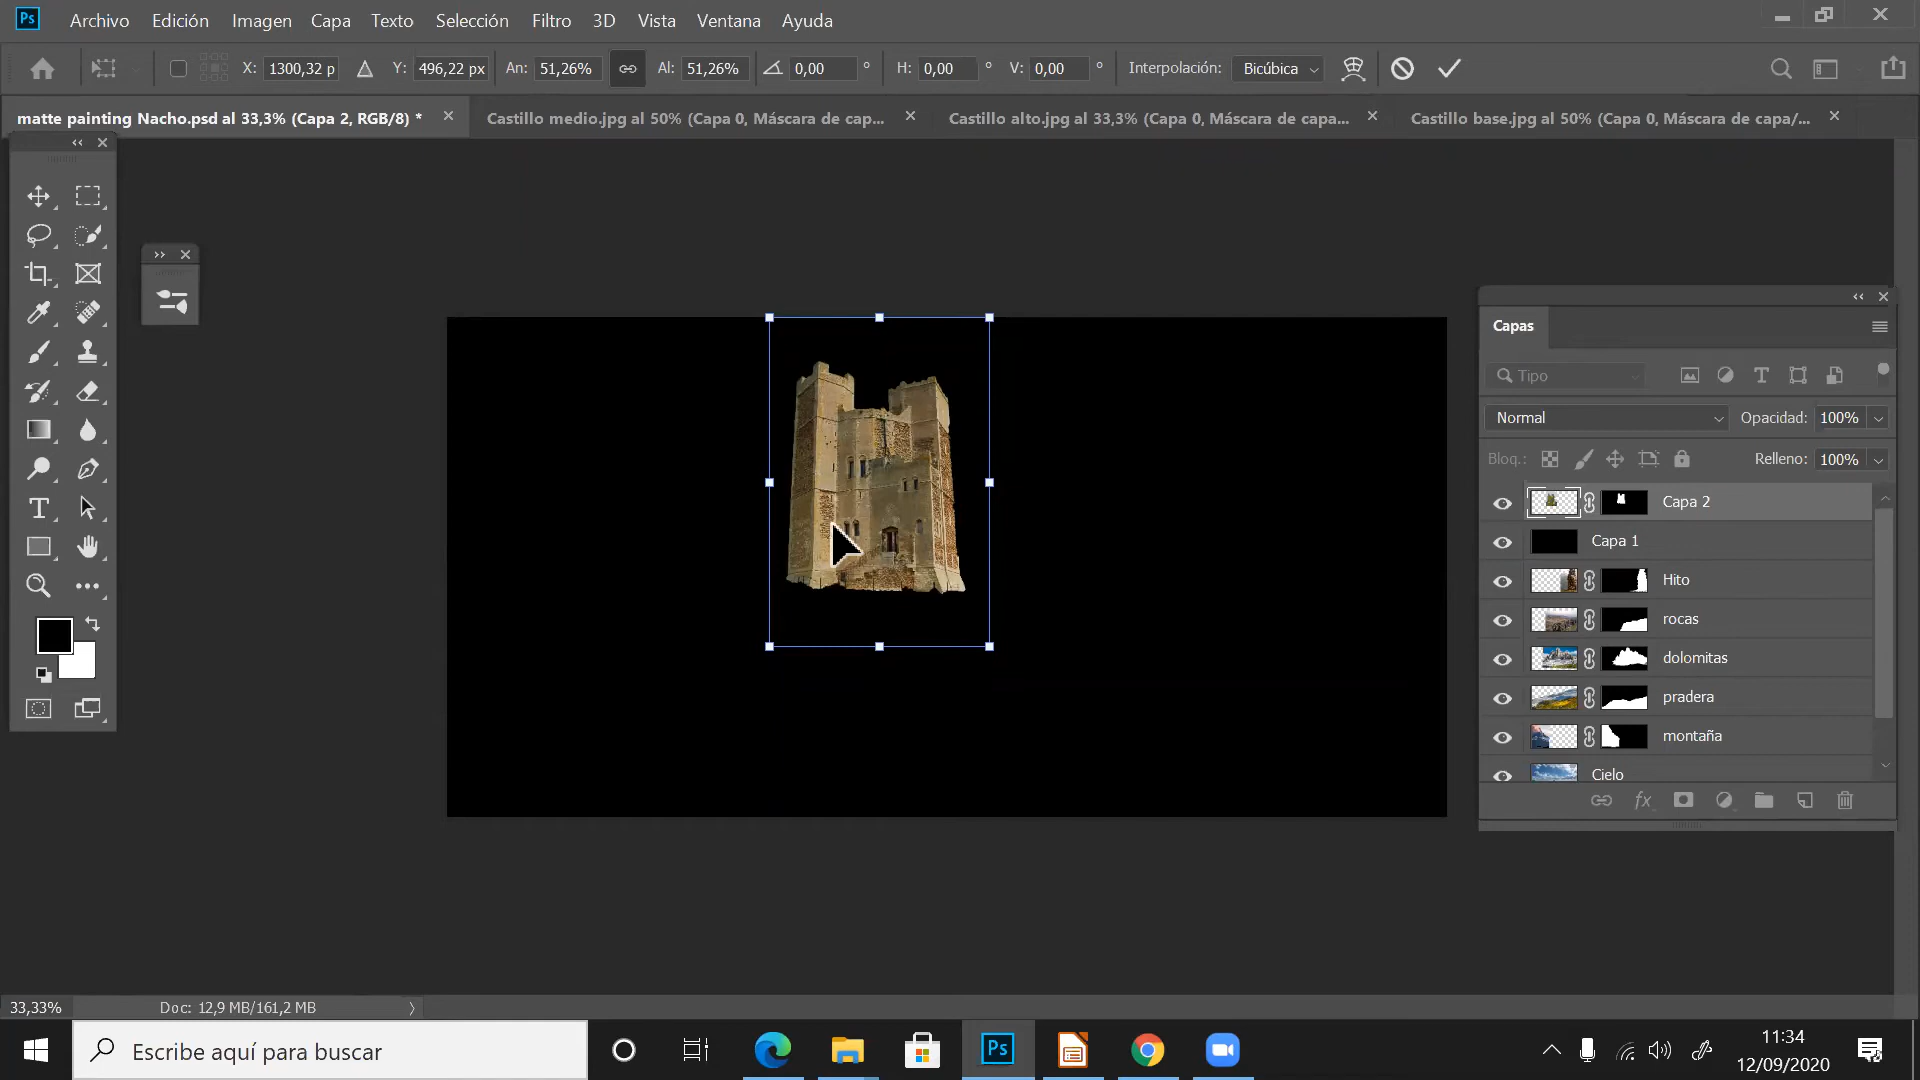 Ps Archivo Edición Imagen Capa Texto Selección Filtro 3D Vista Ventana Ayuda
X: 1300,32 p Y: 496,22 px An: 51,26% Al: 51,26% 0,00 ° H: 0,00 ° V: 0,00 ° Interpolación: Bicúbica
matte painting Nacho.psd al 33,3% (Capa 2, RGB/8) * Castillo medio.jpg al 50% (Capa 0, Máscara de cap... Castillo alto.jpg al 33,3% (Capa 0, Máscara de capa... Castillo base.jpg al 50% (Capa 0, Máscara de capa/...
Capas
Tipo
Normal Opacidad: 100%
Bloq.: Relleno: 100%
Capa 2
Capa 1
Hito
rocas
dolomitas
pradera
montaña
Cielo
33,33% Doc: 12,9 MB/161,2 MB
Escribe aquí para buscar
Ps
11:34
12/09/2020